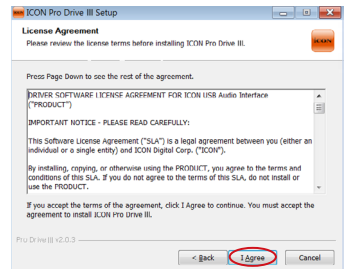 ICON Pro Drive III Setup
License Agreement
Please review the license terms before installing ICON Pro Drive III.
ICON
Press Page Down to see the rest of the agreement.
DRIVER SOFTWARE LICENSE AGREEMENT FOR ICON USB Audio Interface
("PRODUCT")
IMPORTANT NOTICE - PLEASE READ CAREFULLY:
This Software License Agreement ("SLA") is a legal agreement between you (either an
individual or a single entity) and ICON Digital Corp. ("ICON").
By installing, copying, or otherwise using the PRODUCT, you agree to the terms and
conditions of this SLA. If you do not agree to the terms of this SLA, do not install or
use the PRODUCT.
If you accept the terms of the agreement, click I Agree to continue. You must accept the
agreement to install ICON Pro Drive III.
Pro Drive III v2.0.3
< Back
I Agree
Cancel